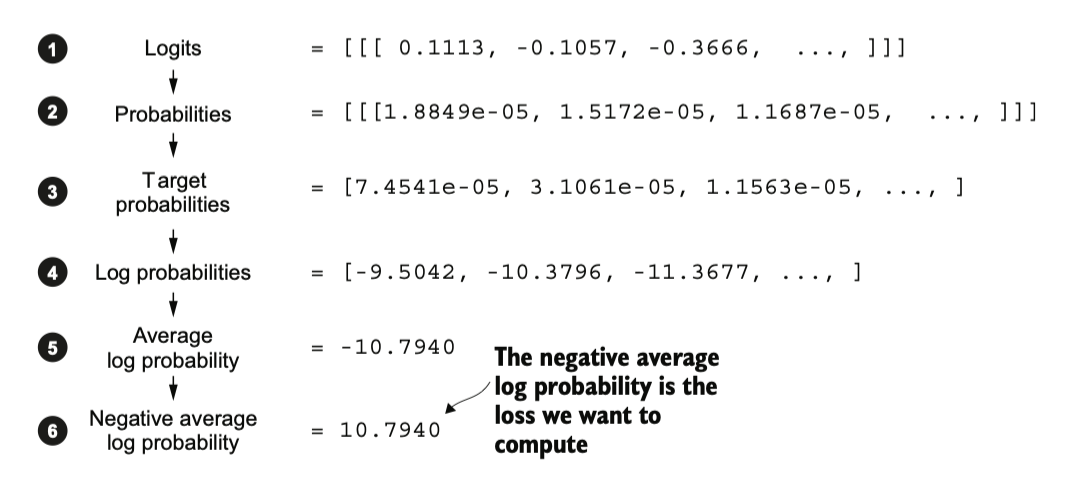 1 Logits = [[[ 0.1113, -0.1057, -0.3666, ..., ]]]
2 Probabilities = [[[1.8849e-05, 1.5172e-05, 1.1687e-05, ..., ]]]
3 Target
probabilities = [7.4541e-05, 3.1061e-05, 1.1563e-05, ..., ]
4 Log probabilities = [-9.5042, -10.3796, -11.3677, ..., ]
5 Average
log probability = -10.7940
6 Negative average
log probability = 10.7940
The negative average
log probability is the
loss we want to
compute